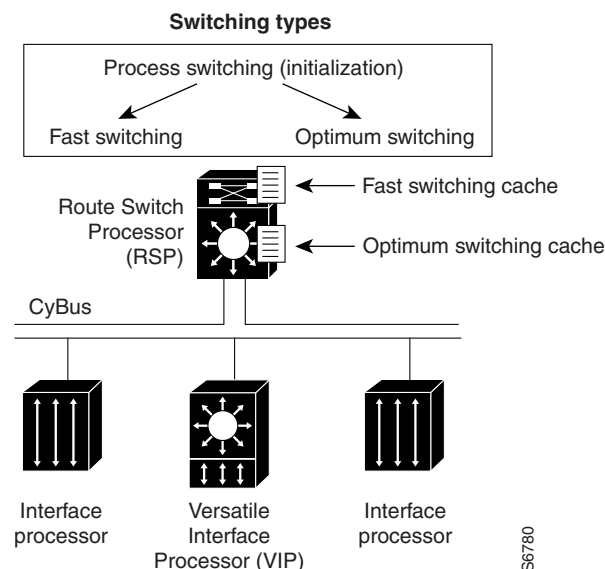 Switching types
Process switching (initialization)
Fast switching
Optimum switching
Fast switching cache
Route Switch
Processor
(RSP)
Optimum switching cache
CyBus
Interface
processor
Versatile
Interface
Processor (VIP)
Interface
processor
S6780